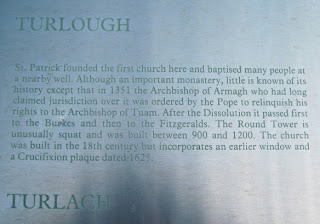 TURLOUGH
St. Patrick founded the first church here and baptised many people at
a nearby well. Although an important monastery, little is known of its
history except that in 1351 the Archbishop of Armagh who had long
claimed jurisdiction over it was ordered by the Pope to relinquish his
rights to the Archbishop of Tuam. After the Dissolution it passed first
to the Burkes and then to the Fitzgeralds. The Round Tower is
unusually squat and was built between 900 and 1200. The church
was built in the 18th century but incorporates an earlier window and
a Crucifixion plaque dated 1625.
TURLACH